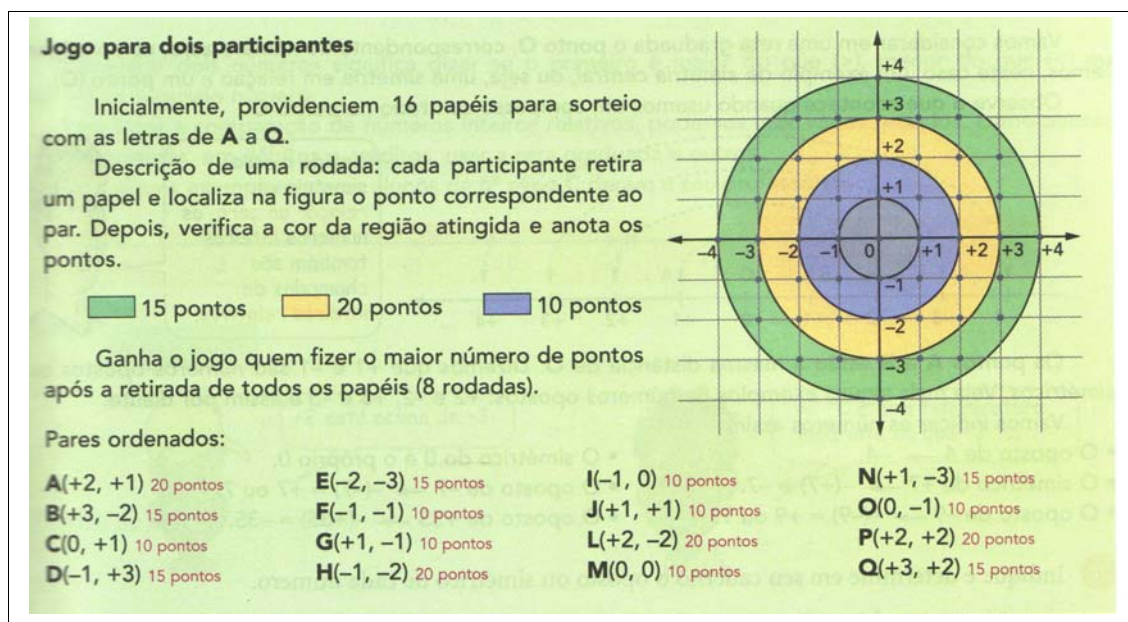 Jogo para dois participantes
Inicialmente, providenciem 16 papéis para sorteio
com as letras de A a Q.
Descrição de uma rodada: cada participante retira
um papel e localiza na figura o ponto correspondente ao
par. Depois, verifica a cor da região atingida e anota os
pontos.
15 pontos 20 pontos 10 pontos
Ganha o jogo quem fizer o maior número de pontos
após a retirada de todos os papéis (8 rodadas).
Pares ordenados:
A(+2, +1) 20 pontos
B(+3, −2) 15 pontos
C(0, +1) 10 pontos
D(−1, +3) 15 pontos
E(−2, −3) 15 pontos
F(−1, −1) 10 pontos
G(+1, −1) 10 pontos
H(−1, −2) 20 pontos
I(−1, 0) 10 pontos
J(+1, +1) 10 pontos
L(+2, −2) 20 pontos
M(0, 0) 10 pontos
N(+1, −3) 15 pontos
O(0, −1) 10 pontos
P(+2, +2) 20 pontos
Q(+3, +2) 15 pontos
+4
+3
+2
+1
−4 −3 −2 −1 0 +1 +2 +3 +4
−1
−2
−3
−4